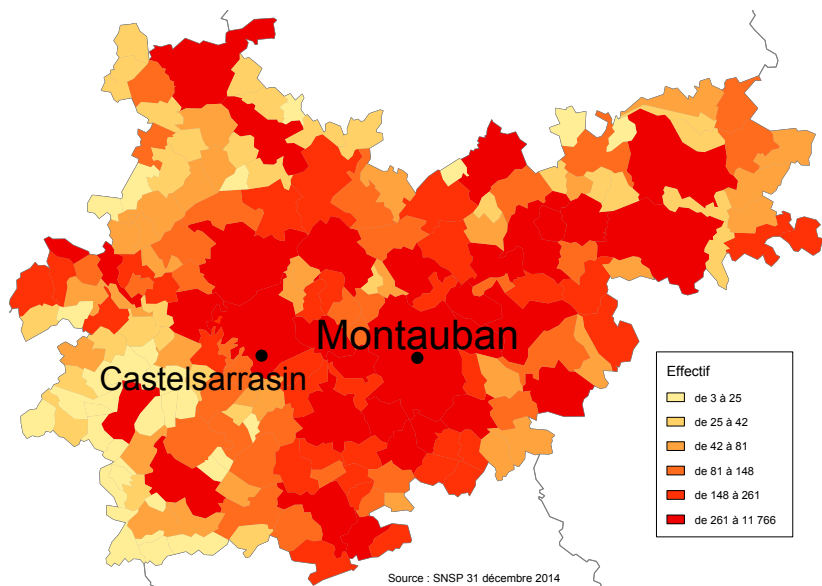 Montauban
Castelsarrasin
Effectif
de 3 à 25
de 25 à 42
de 42 à 81
de 81 à 148
de 148 à 261
de 261 à 11 766
Source : SNSP 31 décembre 2014